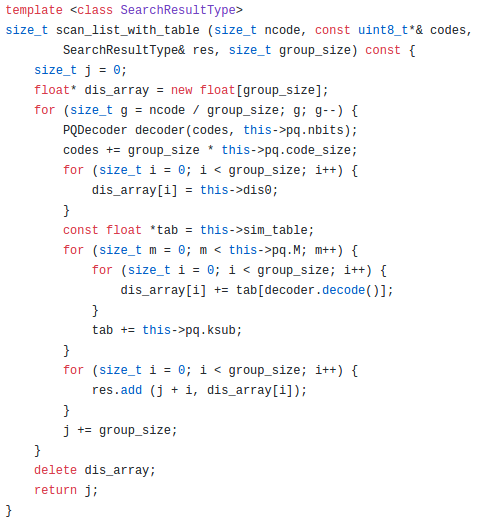 template <class SearchResultType>
size_t scan_list_with_table (size_t ncode, const uint8_t*& codes,
        SearchResultType& res, size_t group_size) const {
    size_t j = 0;
    float* dis_array = new float[group_size];
    for (size_t g = ncode / group_size; g; g--) {
        PQDecoder decoder(codes, this->pq.nbits);
        codes += group_size * this->pq.code_size;
        for (size_t i = 0; i < group_size; i++) {
            dis_array[i] = this->dis0;
        }
        const float *tab = this->sim_table;
        for (size_t m = 0; m < this->pq.M; m++) {
            for (size_t i = 0; i < group_size; i++) {
                dis_array[i] += tab[decoder.decode()];
            }
            tab += this->pq.ksub;
        }
        for (size_t i = 0; i < group_size; i++) {
            res.add (j + i, dis_array[i]);
        }
        j += group_size;
    }
    delete dis_array;
    return j;
}